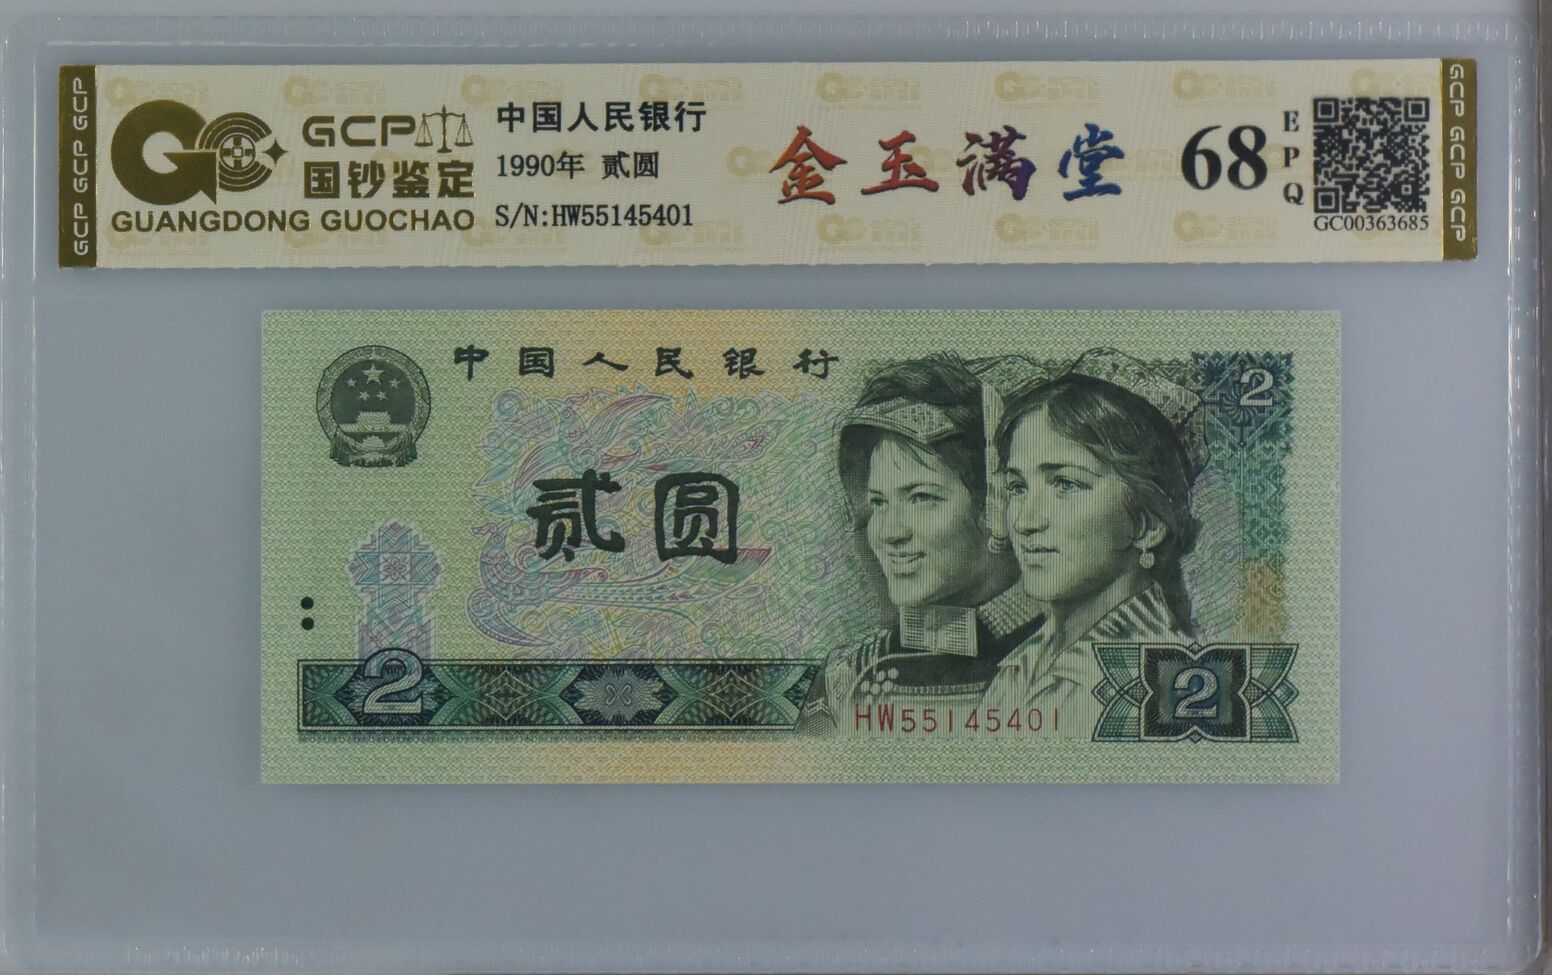 GCP GCP GCP
GCP
国钞鉴定
GUANGDONG GUOCHAO
中国人民银行
1990年 贰圆
S/N:HW55145401
金玉满堂
68
E
P
Q
GC00363685
GCP GCP GCP
中国人民银行
2
贰圆
2
HW55145401
2